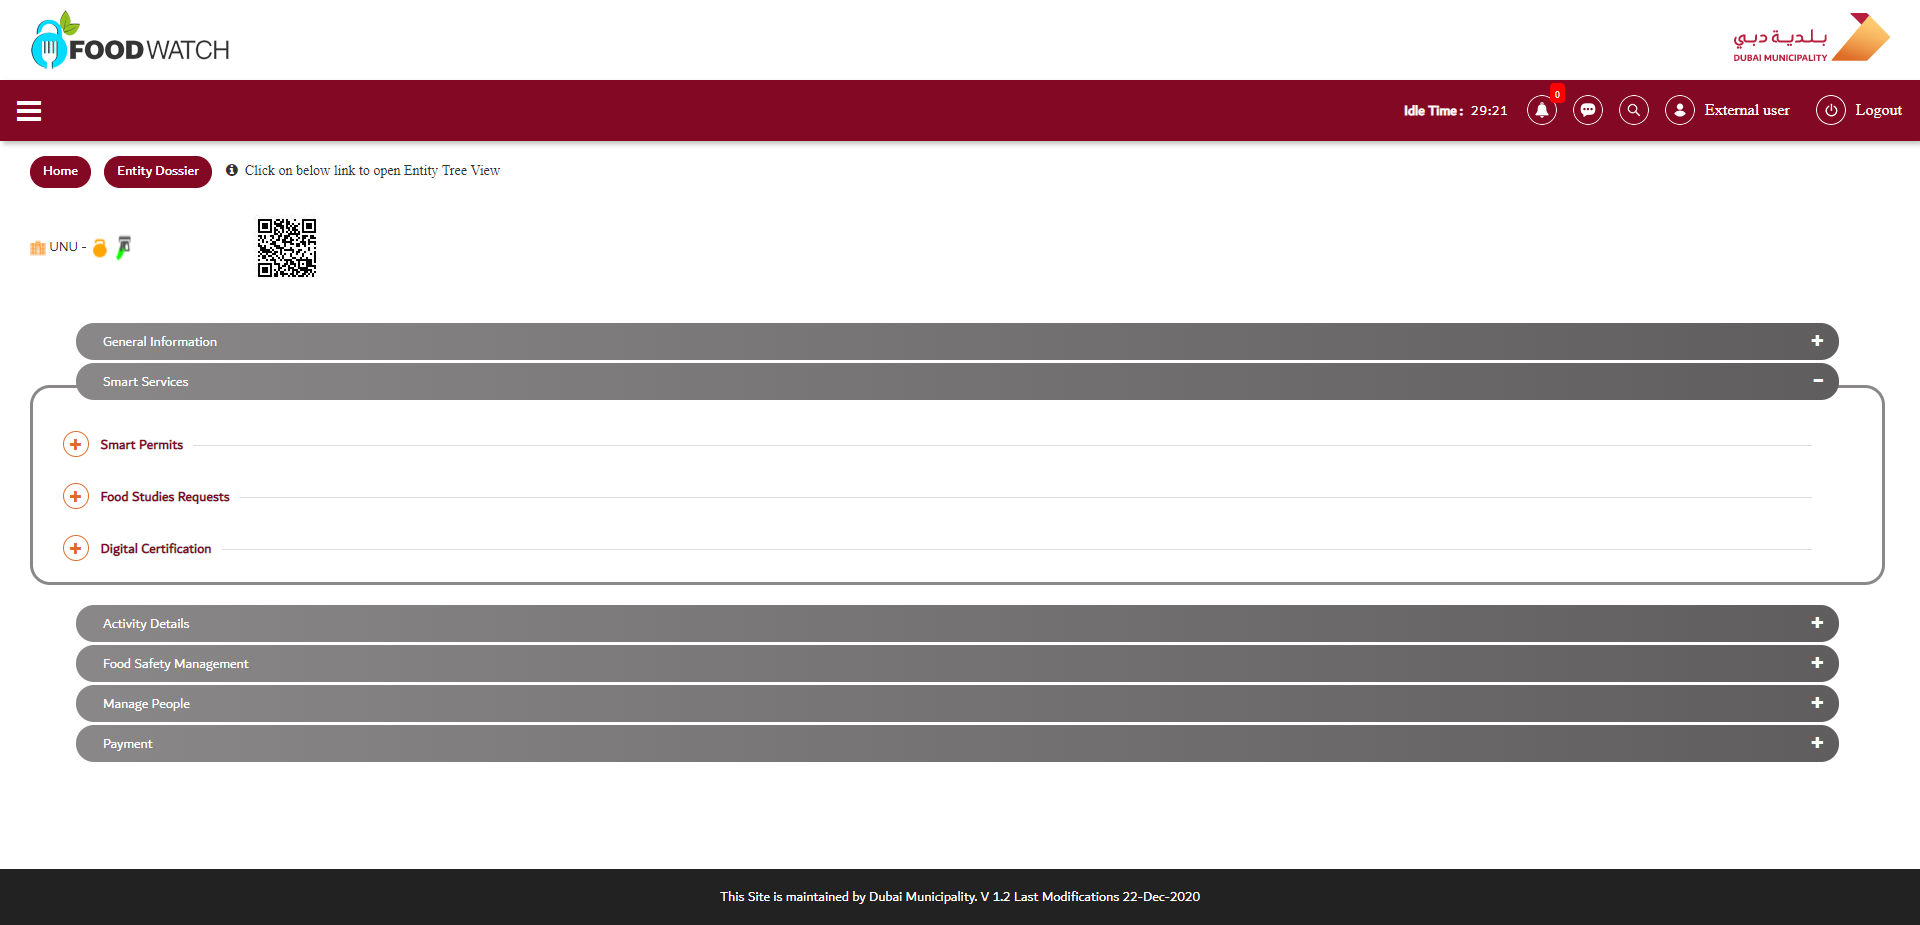 FOODWATCH
بلدية دبي
DUBAI MUNICIPALITY
Idle Time : 29:21
0
External user
Logout
Home
Entity Dossier
Click on below link to open Entity Tree View
UNU -
General Information
Smart Services
Smart Permits
Food Studies Requests
Digital Certification
Activity Details
Food Safety Management
Manage People
Payment
This Site is maintained by Dubai Municipality. V 1.2 Last Modifications 22-Dec-2020